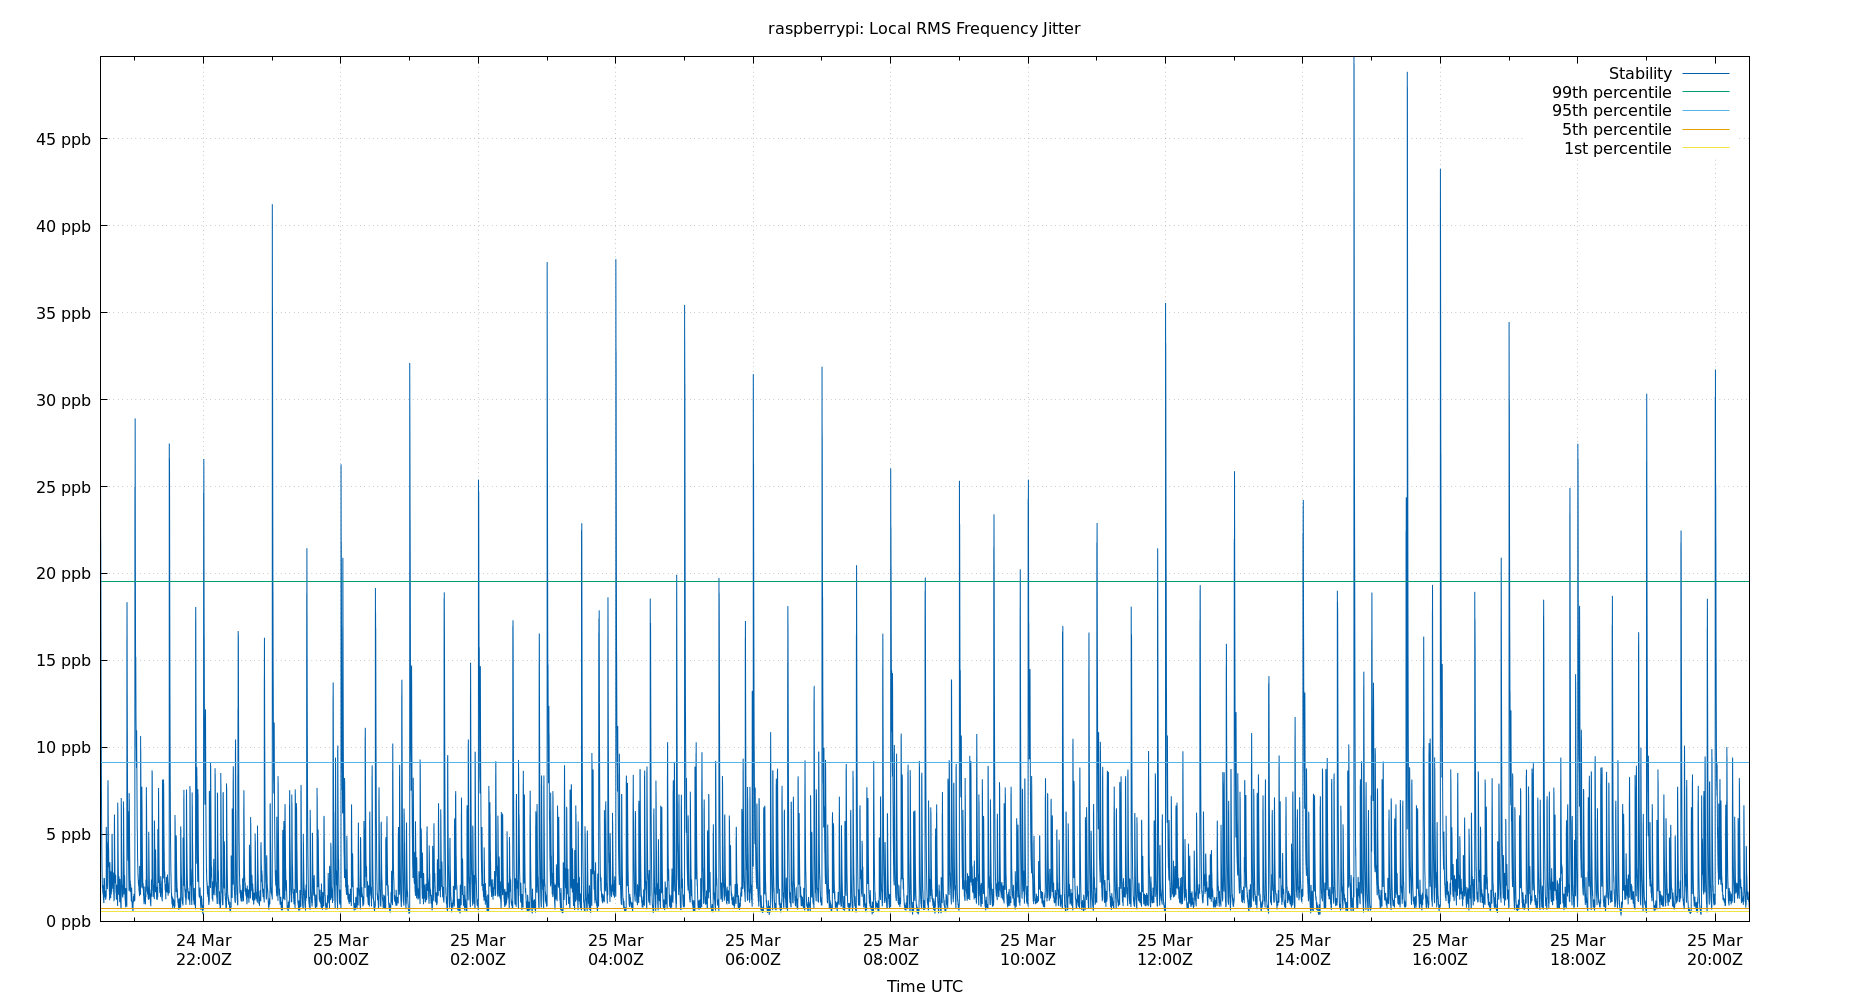 raspberrypi: Local RMS Frequency Jitter
Stability
99th percentile
95th percentile
5th percentile
1st percentile
45 ppb
40 ppb
35 ppb
30 ppb
25 ppb
20 ppb
15 ppb
10 ppb
5 ppb
0 ppb
24 Mar 25 Mar 25 Mar 25 Mar 25 Mar 25 Mar 25 Mar 25 Mar 25 Mar 25 Mar 25 Mar 25 Mar
22:00Z 00:00Z 02:00Z 04:00Z 06:00Z 08:00Z 10:00Z 12:00Z 14:00Z 16:00Z 18:00Z 20:00Z
Time UTC